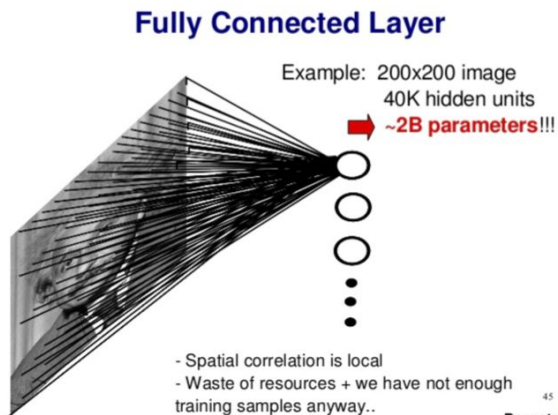 Fully Connected Layer
Example: 200x200 image
40K hidden units
~2B parameters!!!
- Spatial correlation is local
- Waste of resources + we have not enough
training samples anyway..
45